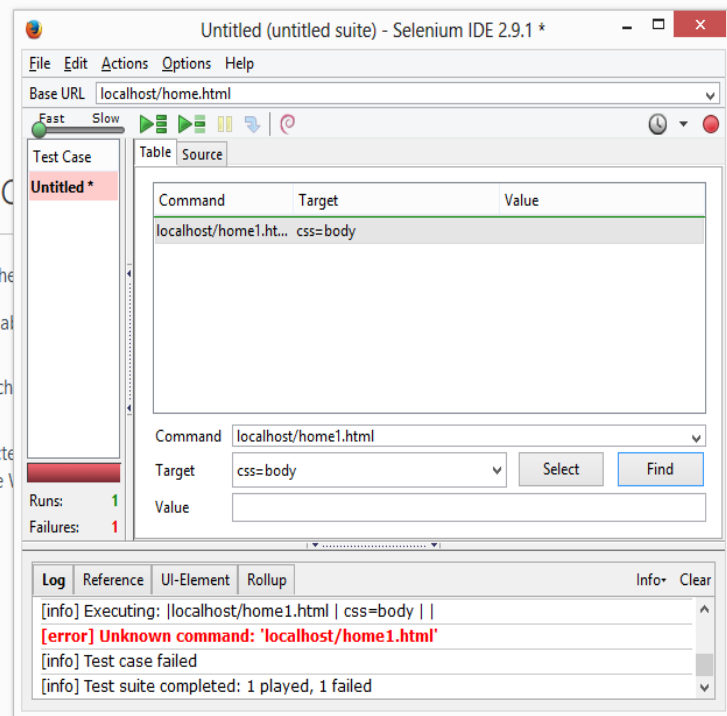 Untitled (untitled suite) - Selenium IDE 2.9.1 *
File Edit Actions Options Help
Base URL localhost/home.html
Fast Slow
Test Case
Untitled *
Table Source
Command Target Value
localhost/home1.ht... css=body
Command localhost/home1.html
Target css=body Select Find
Value
Runs: 1
Failures: 1
Log Reference UI-Element Rollup Info Clear
[info] Executing: |localhost/home1.html | css=body | |
[error] Unknown command: 'localhost/home1.html'
[info] Test case failed
[info] Test suite completed: 1 played, 1 failed